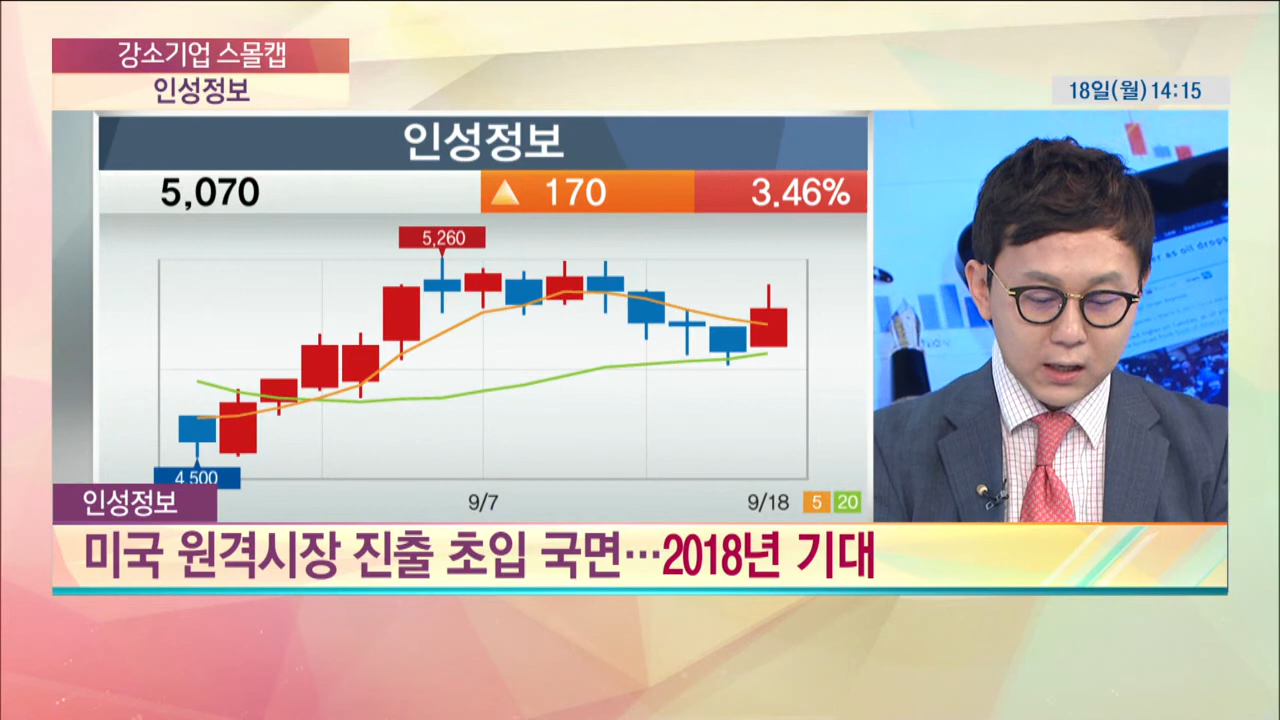 강소기업 스몰캡
인성정보
18일(월) 14:15
인성정보
5,070 ▲ 170 3.46%
5,260
4,500
9/7
9/18
5 20
인성정보
미국 원격시장 진출 초입 국면…2018년 기대